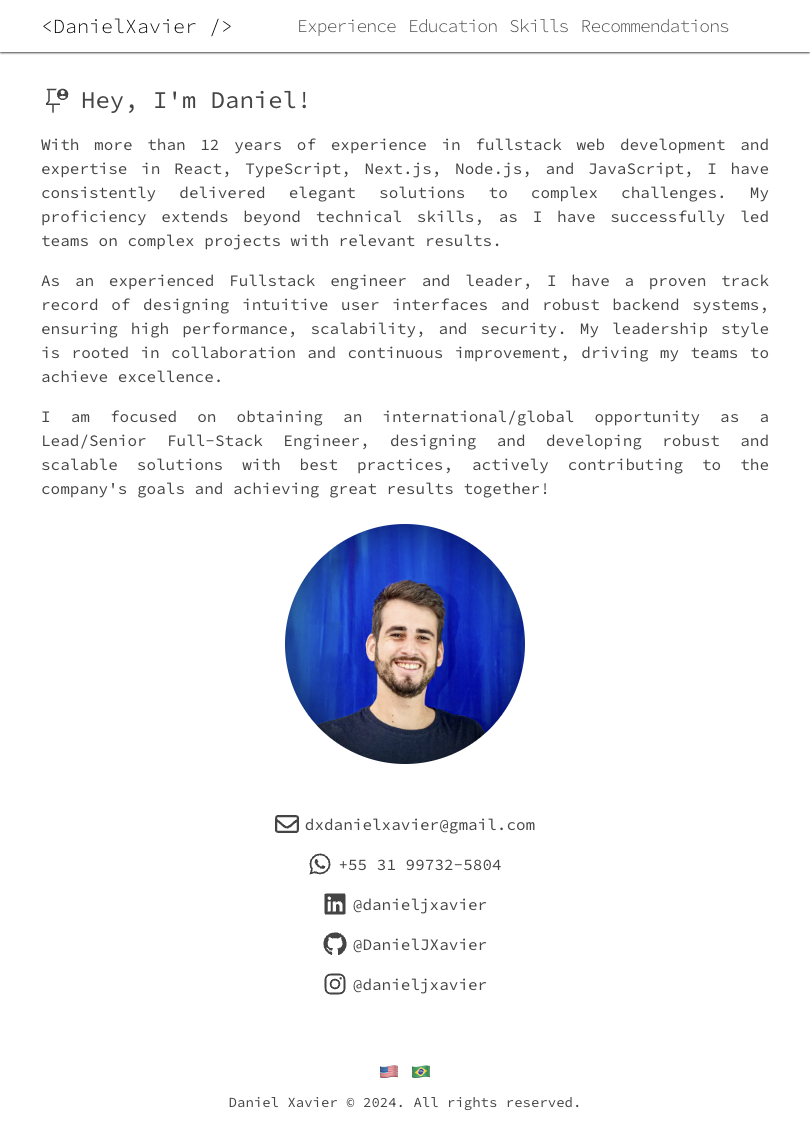 <DanielXavier />
Experience Education Skills Recommendations
Hey, I'm Daniel!
With more than 12 years of experience in fullstack web development and
expertise in React, TypeScript, Next.js, Node.js, and JavaScript, I have
consistently delivered elegant solutions to complex challenges. My
proficiency extends beyond technical skills, as I have successfully led
teams on complex projects with relevant results.
As an experienced Fullstack engineer and leader, I have a proven track
record of designing intuitive user interfaces and robust backend systems,
ensuring high performance, scalability, and security. My leadership style
is rooted in collaboration and continuous improvement, driving my teams to
achieve excellence.
I am focused on obtaining an international/global opportunity as a
Lead/Senior Full-Stack Engineer, designing and developing robust and
scalable solutions with best practices, actively contributing to the
company's goals and achieving great results together!
dxdanielxavier@gmail.com
+55 31 99732-5804
@danieljxavier
@DanielJXavier
@danieljxavier
Daniel Xavier © 2024. All rights reserved.